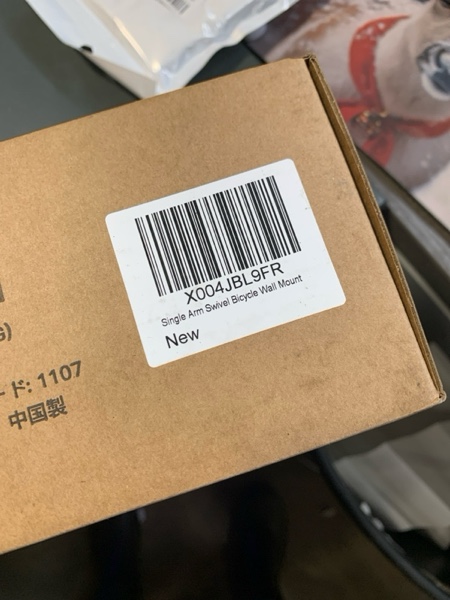 X004JBL9FR
Single Arm Swivel Bicycle Wall Mount
New
G)
ード: 1107
中国製